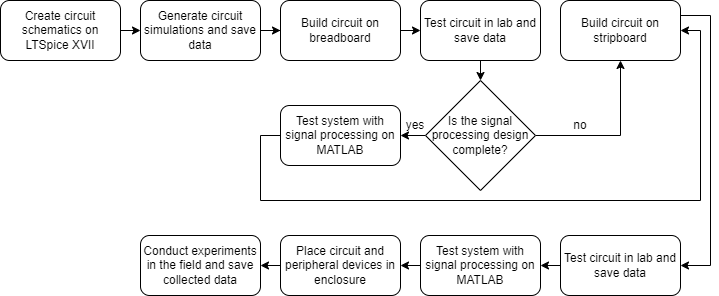 Create circuit
schematics on
LTSpice XVII
Generate circuit
simulations and save
data
Build circuit on
breadboard
Test circuit in lab and
save data
Build circuit on
stripboard
Is the signal
processing design
complete?
yes
no
Test system with
signal processing on
MATLAB
Conduct experiments
in the field and save
collected data
Place circuit and
peripheral devices in
enclosure
Test system with
signal processing on
MATLAB
Test circuit in lab and
save data